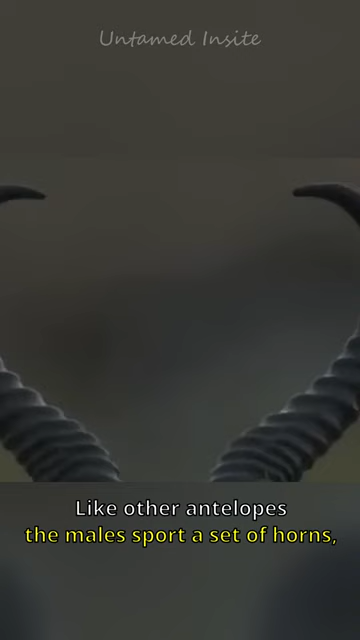 Untamed Insite
Like other antelopes
the males sport a set of horns,